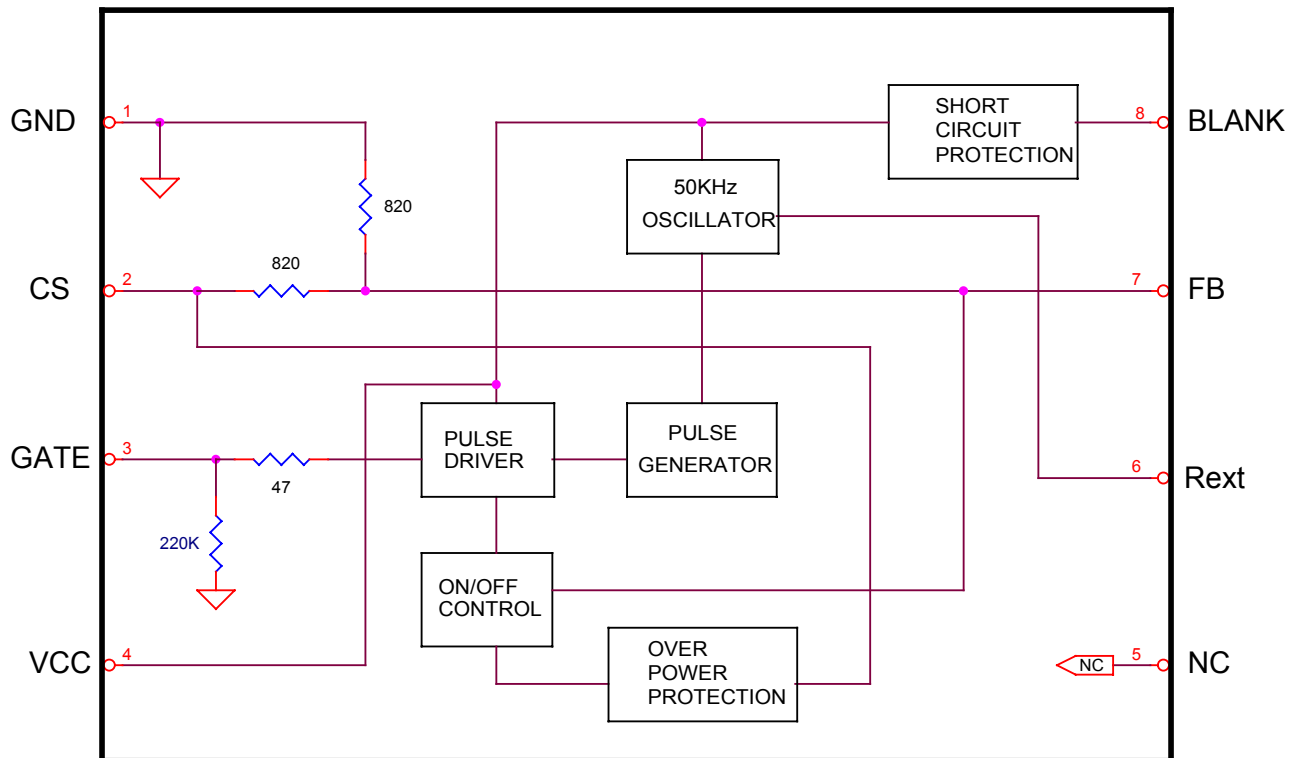 GND
1
SHORT
CIRCUIT
PROTECTION
8
BLANK
50KHz
OSCILLATOR
820
CS
2
820
7
FB
GATE
3
47
PULSE
DRIVER
PULSE
GENERATOR
6
Rext
220K
ON/OFF
CONTROL
VCC
4
OVER
POWER
PROTECTION
NC
5
NC